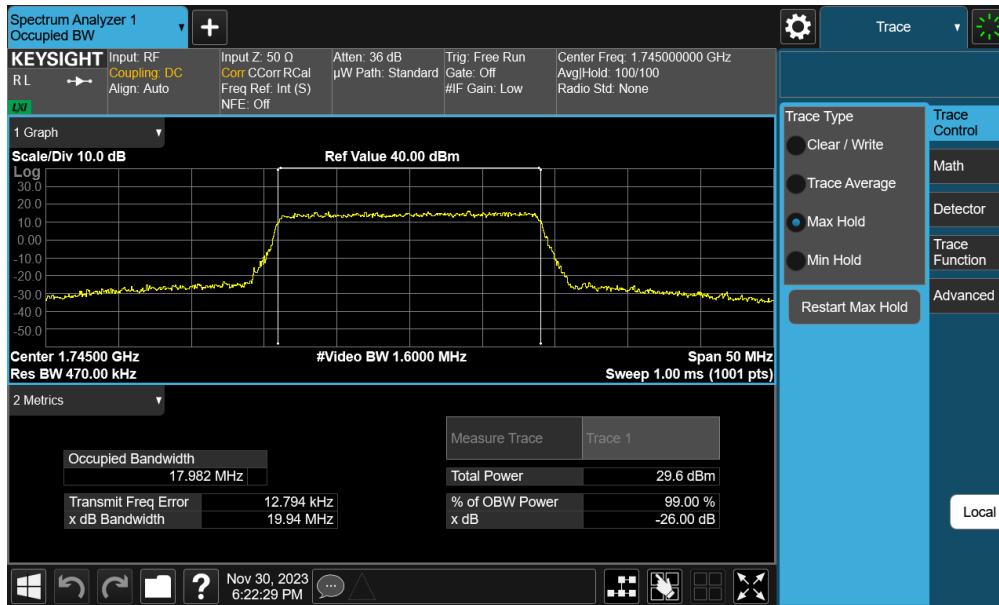 Spectrum Analyzer 1
Occupied BW
+
Trace
KEYSIGHT
R L
LXI
Input: RF
Coupling: DC
Align: Auto
Input Z: 50 Ω
Corr CCorr RCal
Freq Ref: Int (S)
NFE: Off
Atten: 36 dB
µW Path: Standard
Trig: Free Run
Gate: Off
#IF Gain: Low
Center Freq: 1.745000000 GHz
Avg|Hold: 100/100
Radio Std: None
1 Graph
Scale/Div 10.0 dB
Ref Value 40.00 dBm
Log
30.0
20.0
10.0
0.00
-10.0
-20.0
-30.0
-40.0
-50.0
Center 1.74500 GHz
#Video BW 1.6000 MHz
Span 50 MHz
Res BW 470.00 kHz
Sweep 1.00 ms (1001 pts)
2 Metrics
Measure Trace
Trace 1
Occupied Bandwidth
17.982 MHz
Total Power
29.6 dBm
Transmit Freq Error
12.794 kHz
% of OBW Power
99.00 %
x dB Bandwidth
19.94 MHz
x dB
-26.00 dB
Trace Type
Clear / Write
Trace Average
Max Hold
Min Hold
Restart Max Hold
Trace
Control
Math
Detector
Trace
Function
Advanced
Local
?
Nov 30, 2023
6:22:29 PM